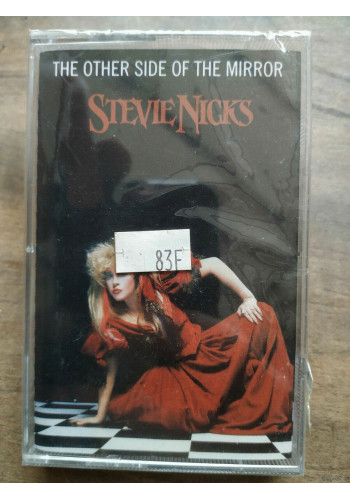 THE OTHER SIDE OF THE MIRROR
STEVIE NICKS
83F